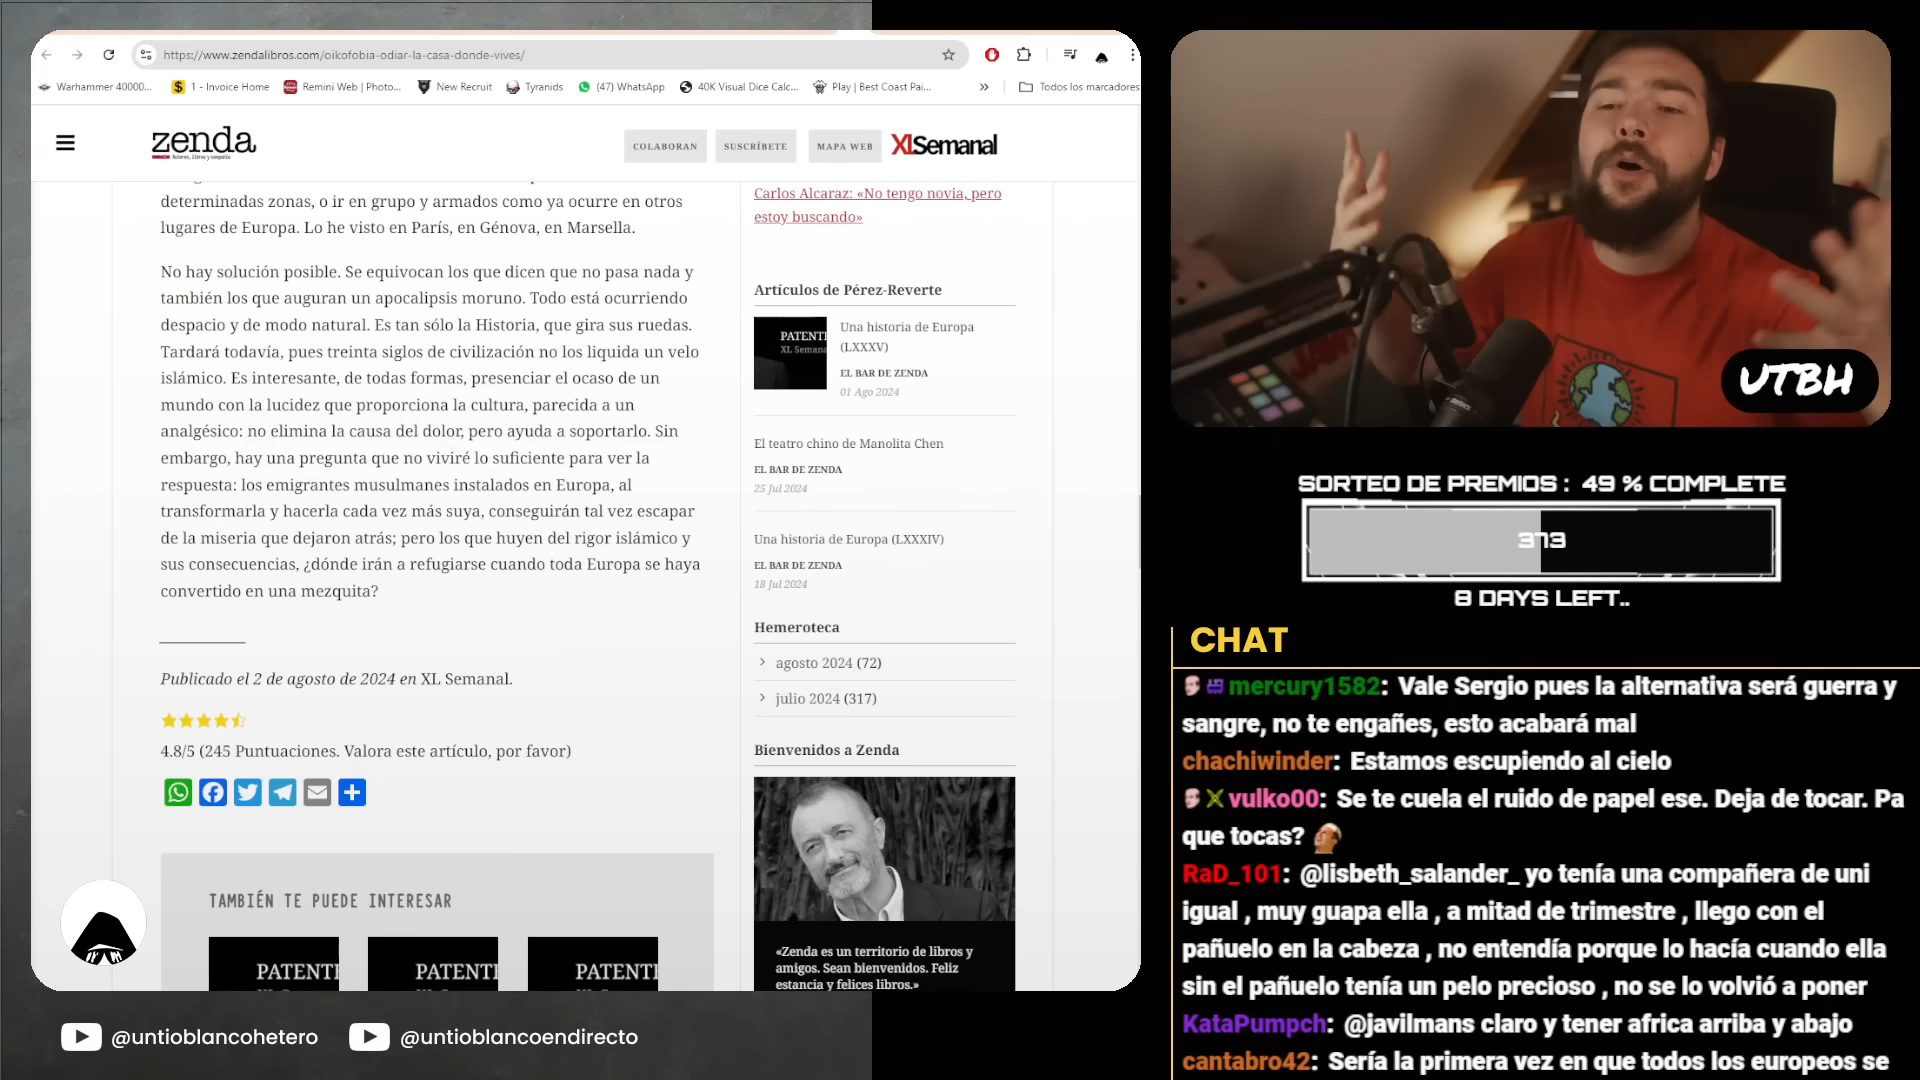 https://www.zendalibros.com/oikofobia-odiar-la-casa-donde-vives/
Warhammer 40000...
1 - Invoice Home
Remini Web | Photo...
New Recruit
Tyranids
(47) WhatsApp
40K Visual Dice Calc...
Play | Best Coast Pai...
»
Todos los marcadores
zenda
Autores, libros y compañía
COLABORAN
SUSCRÍBETE
MAPA WEB
XLSemanal
determinadas zonas, o ir en grupo y armados como ya ocurre en otros
lugares de Europa. Lo he visto en París, en Génova, en Marsella.
No hay solución posible. Se equivocan los que dicen que no pasa nada y
también los que auguran un apocalipsis moruno. Todo está ocurriendo
despacio y de modo natural. Es tan sólo la Historia, que gira sus ruedas.
Tardará todavía, pues treinta siglos de civilización no los liquida un velo
islámico. Es interesante, de todas formas, presenciar el ocaso de un
mundo con la lucidez que proporciona la cultura, parecida a un
analgésico: no elimina la causa del dolor, pero ayuda a soportarlo. Sin
embargo, hay una pregunta que no viviré lo suficiente para ver la
respuesta: los emigrantes musulmanes instalados en Europa, al
transformarla y hacerla cada vez más suya, conseguirán tal vez escapar
de la miseria que dejaron atrás; pero los que huyen del rigor islámico y
sus consecuencias, ¿dónde irán a refugiarse cuando toda Europa se haya
convertido en una mezquita?
Publicado el 2 de agosto de 2024 en XL Semanal.
4.8/5 (245 Puntuaciones. Valora este artículo, por favor)
TAMBIÉN TE PUEDE INTERESAR
PATENT
PATENT
PATENT
Carlos Alcaraz: «No tengo novia, pero
estoy buscando»
Artículos de Pérez-Reverte
PATENT
XL Semana
Una historia de Europa
(LXXXV)
EL BAR DE ZENDA
01 Ago 2024
El teatro chino de Manolita Chen
EL BAR DE ZENDA
25 Jul 2024
Una historia de Europa (LXXXIV)
EL BAR DE ZENDA
18 Jul 2024
Hemeroteca
agosto 2024 (72)
julio 2024 (317)
Bienvenidos a Zenda
«Zenda es un territorio de libros y
amigos. Sean bienvenidos. Feliz
estancia y felices libros.»
@untioblancohetero
@untioblancoendirecto
UTBH
SORTEO DE PREMIOS : 49 % COMPLETE
373
8 DAYS LEFT..
CHAT
mercury1582: Vale Sergio pues la alternativa será guerra y
sangre, no te engañes, esto acabará mal
chachiwinder: Estamos escupiendo al cielo
vulko00: Se te cuela el ruido de papel ese. Deja de tocar. Pa
que tocas?
RaD_101: @lisbeth_salander_ yo tenía una compañera de uni
igual , muy guapa ella , a mitad de trimestre , llego con el
pañuelo en la cabeza , no entendía porque lo hacía cuando ella
sin el pañuelo tenía un pelo precioso , no se lo volvió a poner
KataPumpch: @javilmans claro y tener africa arriba y abajo
cantabro42: Sería la primera vez en que todos los europeos se